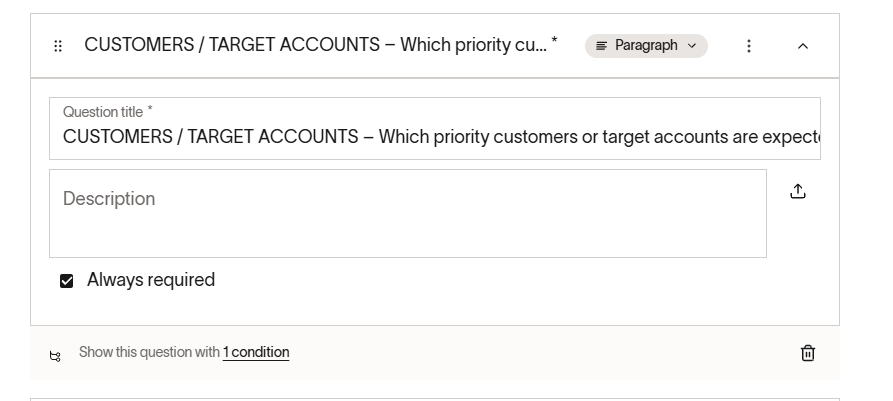 CUSTOMERS / TARGET ACCOUNTS – Which priority cu... *
Paragraph
Question title *
CUSTOMERS / TARGET ACCOUNTS – Which priority customers or target accounts are expect
Description
Always required
Show this question with 1 condition